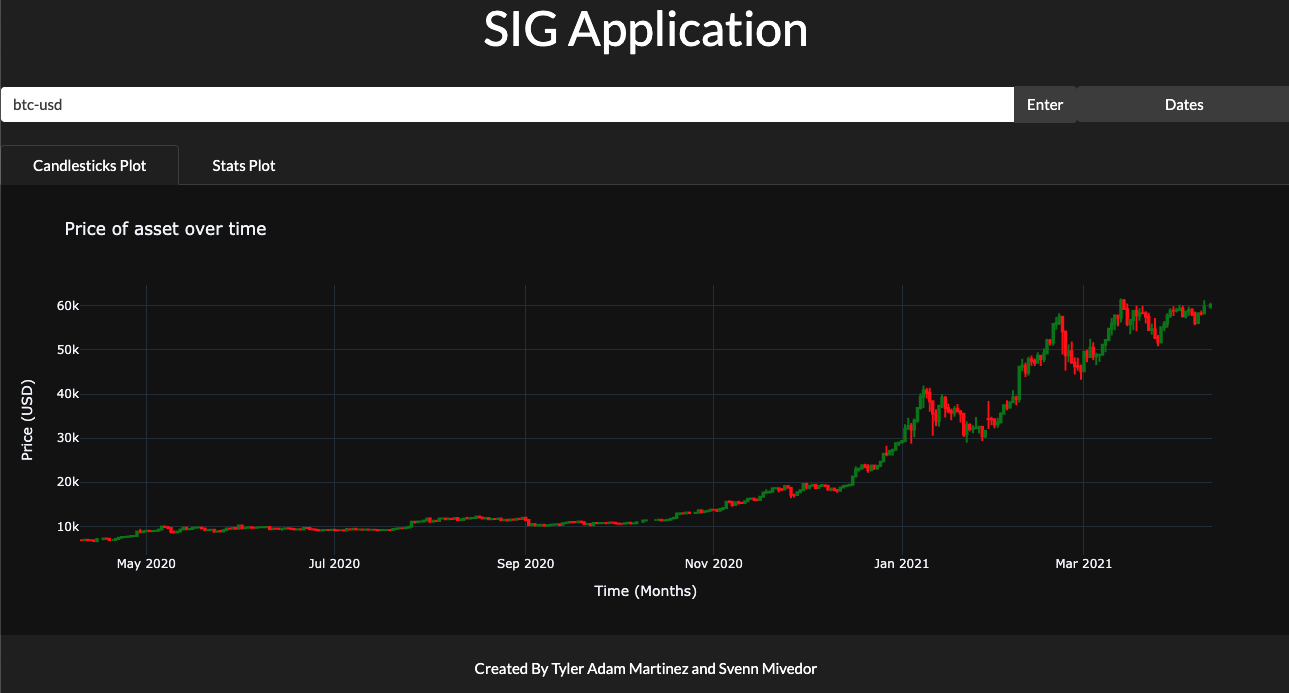 SIG Application
btc-usd Enter Dates
Candlesticks Plot Stats Plot
Price of asset over time
60k
50k
40k
30k
20k
10k
Price (USD)
May 2020 Jul 2020 Sep 2020 Nov 2020 Jan 2021 Mar 2021
Time (Months)
Created By Tyler Adam Martinez and Svenn Mivedor